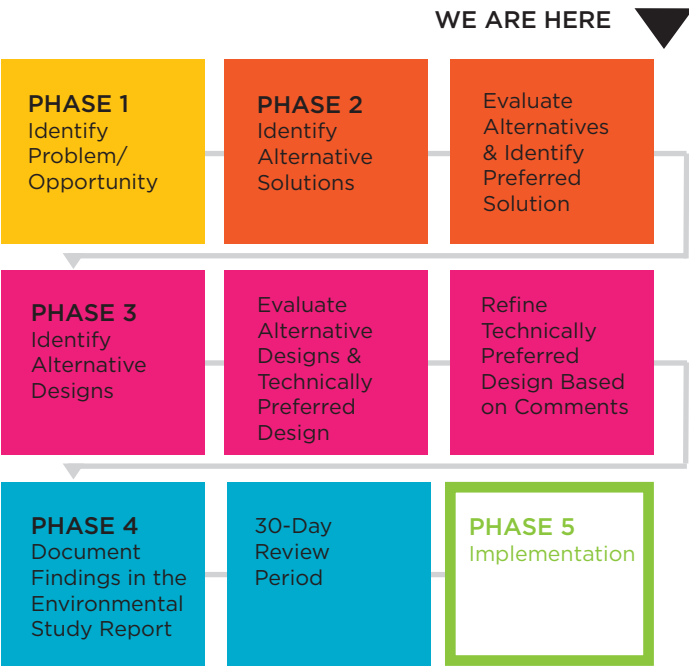 WE ARE HERE
PHASE 1
Identify
Problem/
Opportunity
PHASE 2
Identify
Alternative
Solutions
Evaluate
Alternatives
& Identify
Preferred
Solution
PHASE 3
Identify
Alternative
Designs
Evaluate
Alternative
Designs &
Technically
Preferred
Design
Refine
Technically
Preferred
Design Based
on Comments
PHASE 4
Document
Findings in the
Environmental
Study Report
30-Day
Review
Period
PHASE 5
Implementation